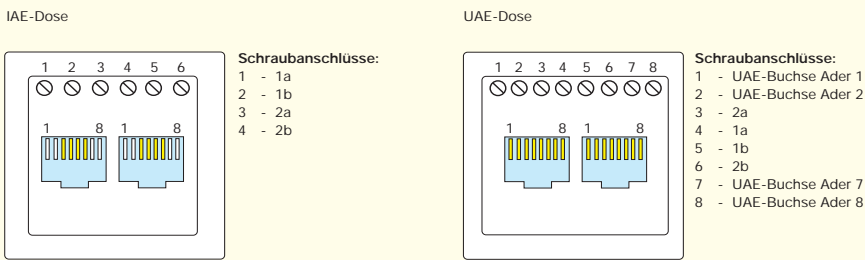 IAE-Dose
1 2 3 4 5 6
1 8 1 8
Schraubanschlüsse:
1 - 1a
2 - 1b
3 - 2a
4 - 2b
UAE-Dose
1 2 3 4 5 6 7 8
1 8 1 8
Schraubanschlüsse:
1 - UAE-Buchse Ader 1
2 - UAE-Buchse Ader 2
3 - 2a
4 - 1a
5 - 1b
6 - 2b
7 - UAE-Buchse Ader 7
8 - UAE-Buchse Ader 8